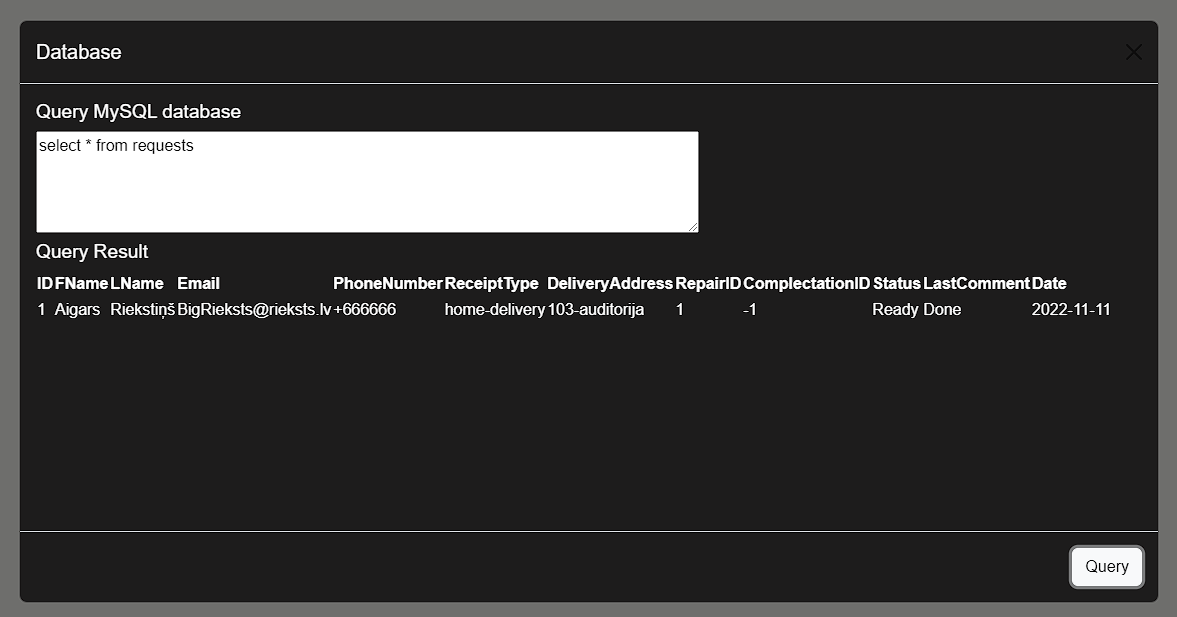 Database
Query MySQL database
select * from requests
Query Result
ID FName LName Email PhoneNumber ReceiptType DeliveryAddress RepairID ComplectationID Status LastComment Date
1 Aigars Riekstiņš BigRieksts@rieksts.lv +666666 home-delivery 103-auditorija 1 -1 Ready Done 2022-11-11
Query